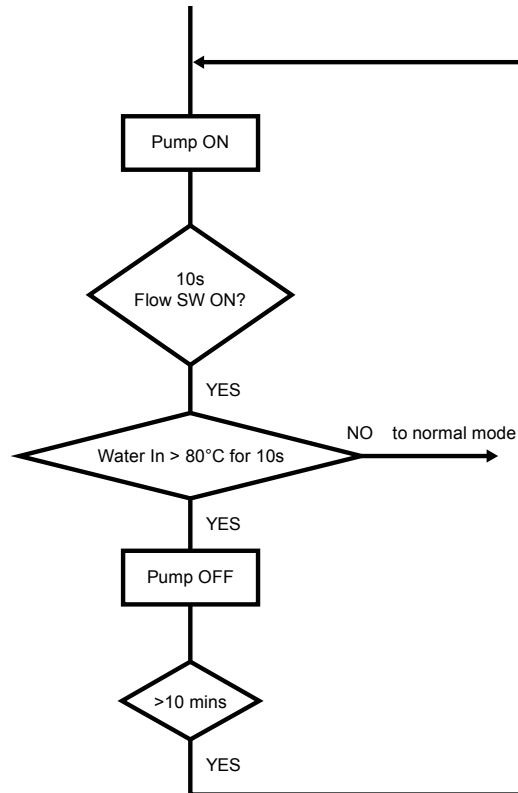 Pump ON
10s
Flow SW ON?
YES
Water In > 80°C for 10s
NO to normal mode
YES
Pump OFF
>10 mins
YES